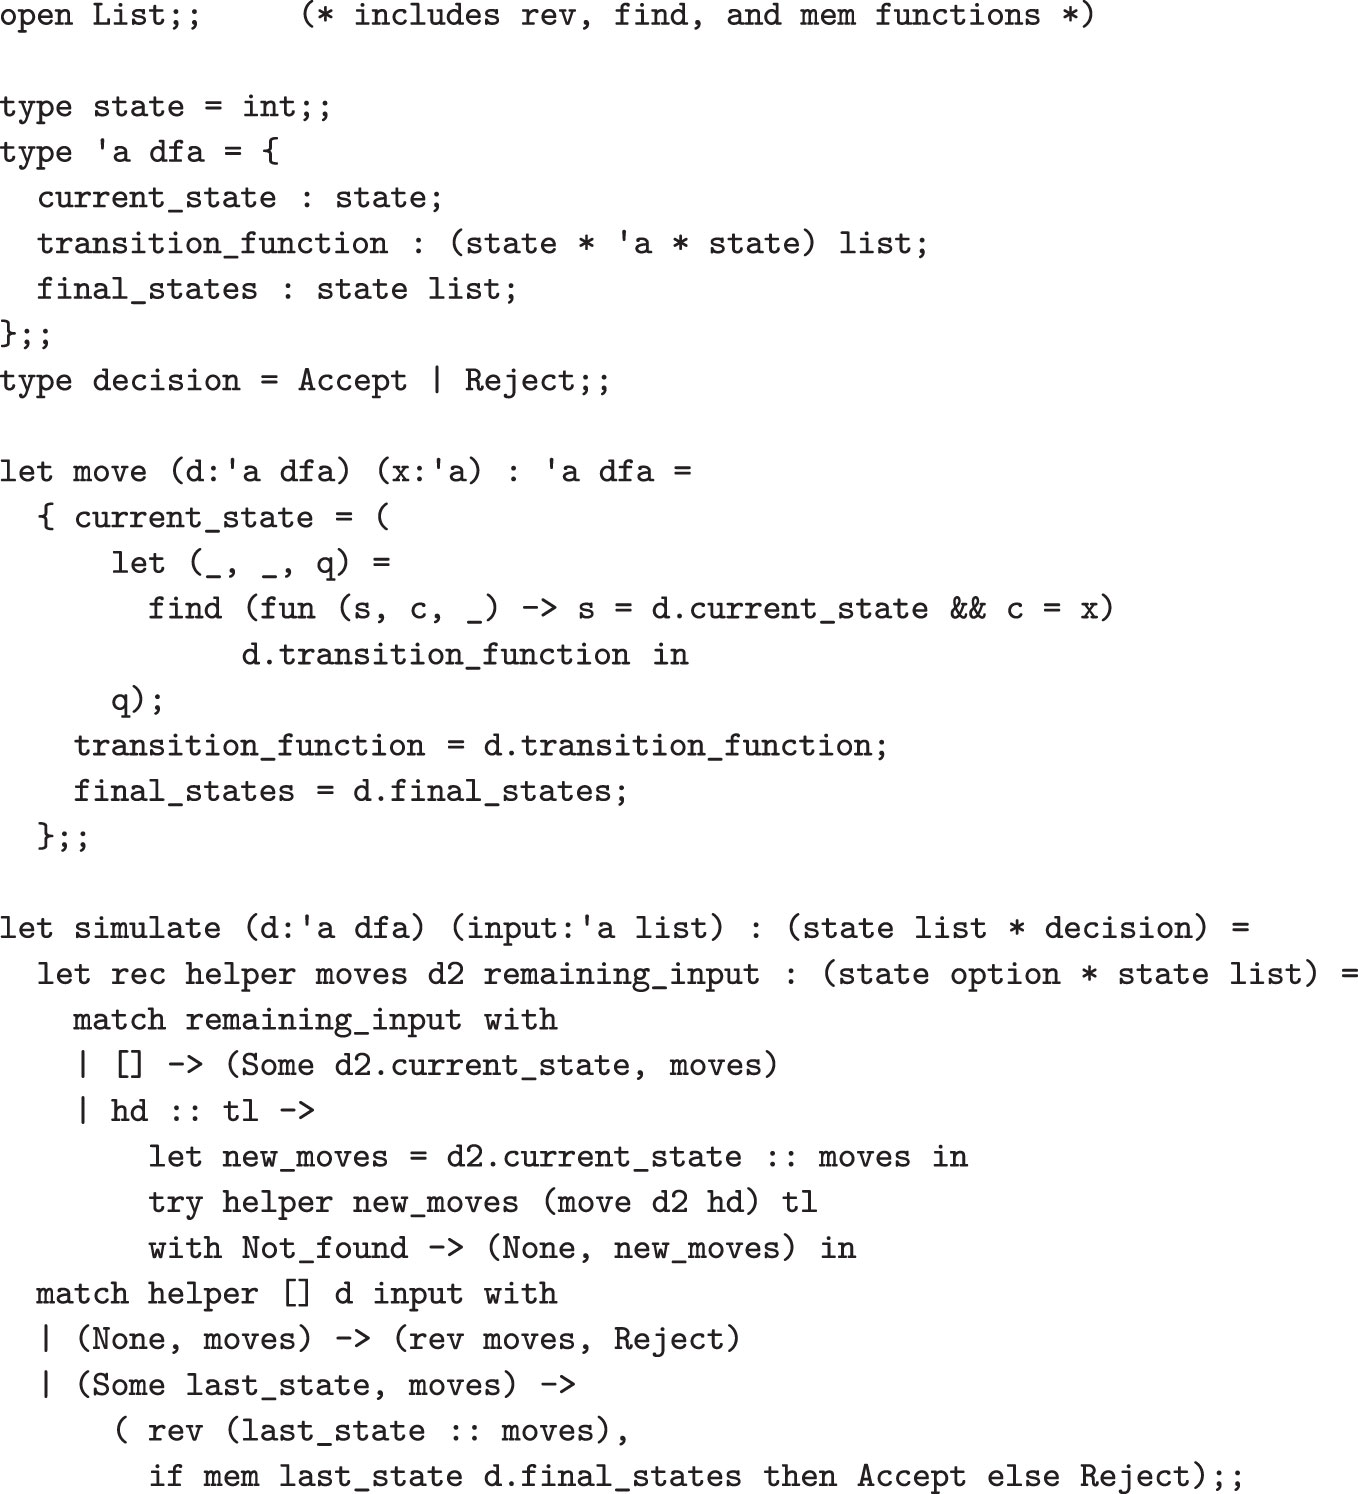 open List;;     (* includes rev, find, and mem functions *)

type state = int;;
type 'a dfa = {
  current_state : state;
  transition_function : (state * 'a * state) list;
  final_states : state list;
};;
type decision = Accept | Reject;;

let move (d:'a dfa) (x:'a) : 'a dfa =
  { current_state = (
      let (_, _, q) =
        find (fun (s, c, _) -> s = d.current_state && c = x)
             d.transition_function in
      q);
    transition_function = d.transition_function;
    final_states = d.final_states;
  };;

let simulate (d:'a dfa) (input:'a list) : (state list * decision) =
  let rec helper moves d2 remaining_input : (state option * state list) =
    match remaining_input with
    | [] -> (Some d2.current_state, moves)
    | hd :: tl ->
        let new_moves = d2.current_state :: moves in
        try helper new_moves (move d2 hd) tl
        with Not_found -> (None, new_moves) in
  match helper [] d input with
  | (None, moves) -> (rev moves, Reject)
  | (Some last_state, moves) ->
      ( rev (last_state :: moves),
        if mem last_state d.final_states then Accept else Reject);;